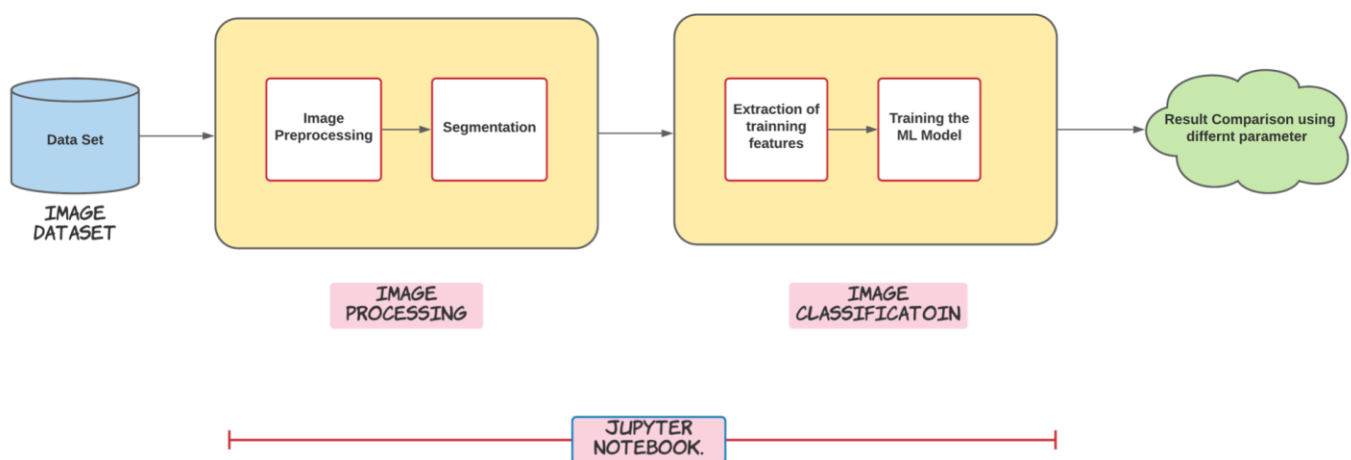 Data Set
IMAGE
DATASET
Image
Preprocessing
Segmentation
IMAGE
PROCESSING
Extraction of
trainning
features
Training the
ML Model
IMAGE
CLASSIFICATOIN
Result Comparison using
differnt parameter
JUPYTER
NOTEBOOK.